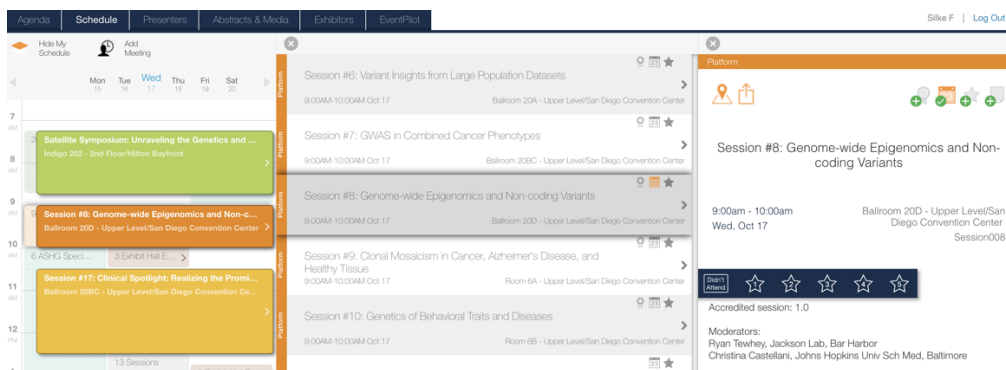 Agenda
Schedule
Presenters
Abstracts & Media
Exhibitors
EventPilot
Silke F | Log Out
Hide My
Schedule
Add
Meeting
Mon Tue Wed Thu Fri Sat
15 16 17 18 19 20
7
AM
Satellite Symposium: Unraveling the Genetics and ...
Indigo 202 - 2nd Floor/Hilton Bayfront
8
AM
9
AM
Session #8: Genome-wide Epigenomics and Non-c...
Ballroom 20D - Upper Level/San Diego Convention Center
10
AM
6 ASHG Speci...
3 Exhibit Hall E...
Session #17: Clinical Spotlight: Realizing the Promi...
Ballroom 20BC - Upper Level/San Diego Convention Ce...
11
AM
12
PM
13 Sessions
Platform
Session #6: Variant Insights from Large Population Datasets
23
9:00AM-10:00AM Oct 17
Ballroom 20A - Upper Level/San Diego Convention Center
Platform
Session #7: GWAS in Combined Cancer Phenotypes
23
9:00AM-10:00AM Oct 17
Ballroom 20BC - Upper Level/San Diego Convention Center
Platform
Session #8: Genome-wide Epigenomics and Non-coding Variants
23
9:00AM-10:00AM Oct 17
Ballroom 20D - Upper Level/San Diego Convention Center
Platform
Session #9: Clonal Mosaicism in Cancer, Alzheimer's Disease, and
Healthy Tissue
23
9:00AM-10:00AM Oct 17
Room 6A - Upper Level/San Diego Convention Center
Platform
Session #10: Genetics of Behavioral Traits and Diseases
23
9:00AM-10:00AM Oct 17
Room 6B - Upper Level/San Diego Convention Center
23
Platform
Session #8: Genome-wide Epigenomics and Non-
coding Variants
9:00am - 10:00am
Wed, Oct 17
Ballroom 20D - Upper Level/San
Diego Convention Center
Session008
Didn't
Attend
1 2 3 4 5
Accredited session: 1.0
Moderators:
Ryan Tewhey, Jackson Lab, Bar Harbor
Christina Castellani, Johns Hopkins Univ Sch Med, Baltimore